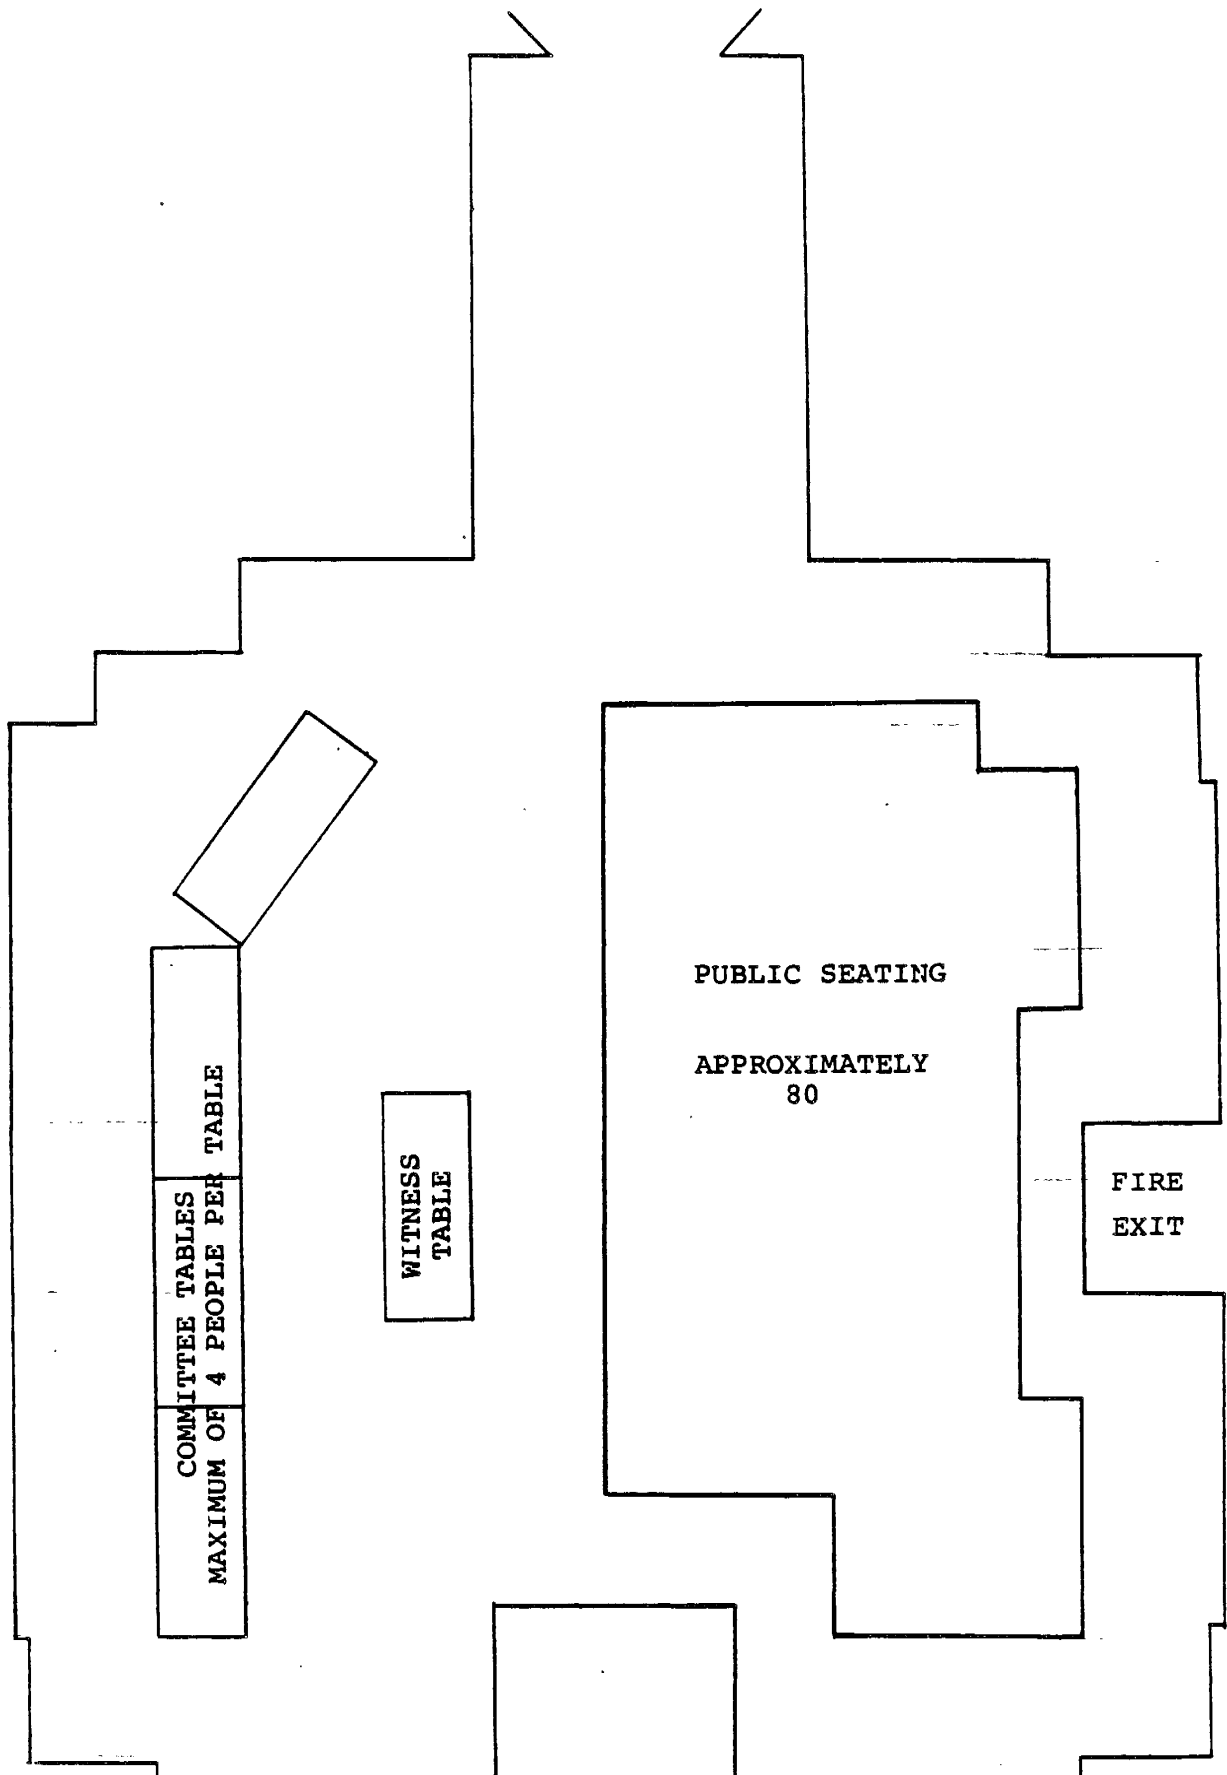 PUBLIC SEATING
APPROXIMATELY
80
COMMITTEE TABLES
MAXIMUM OF 4 PEOPLE PER TABLE
WITNESS
TABLE
FIRE
EXIT